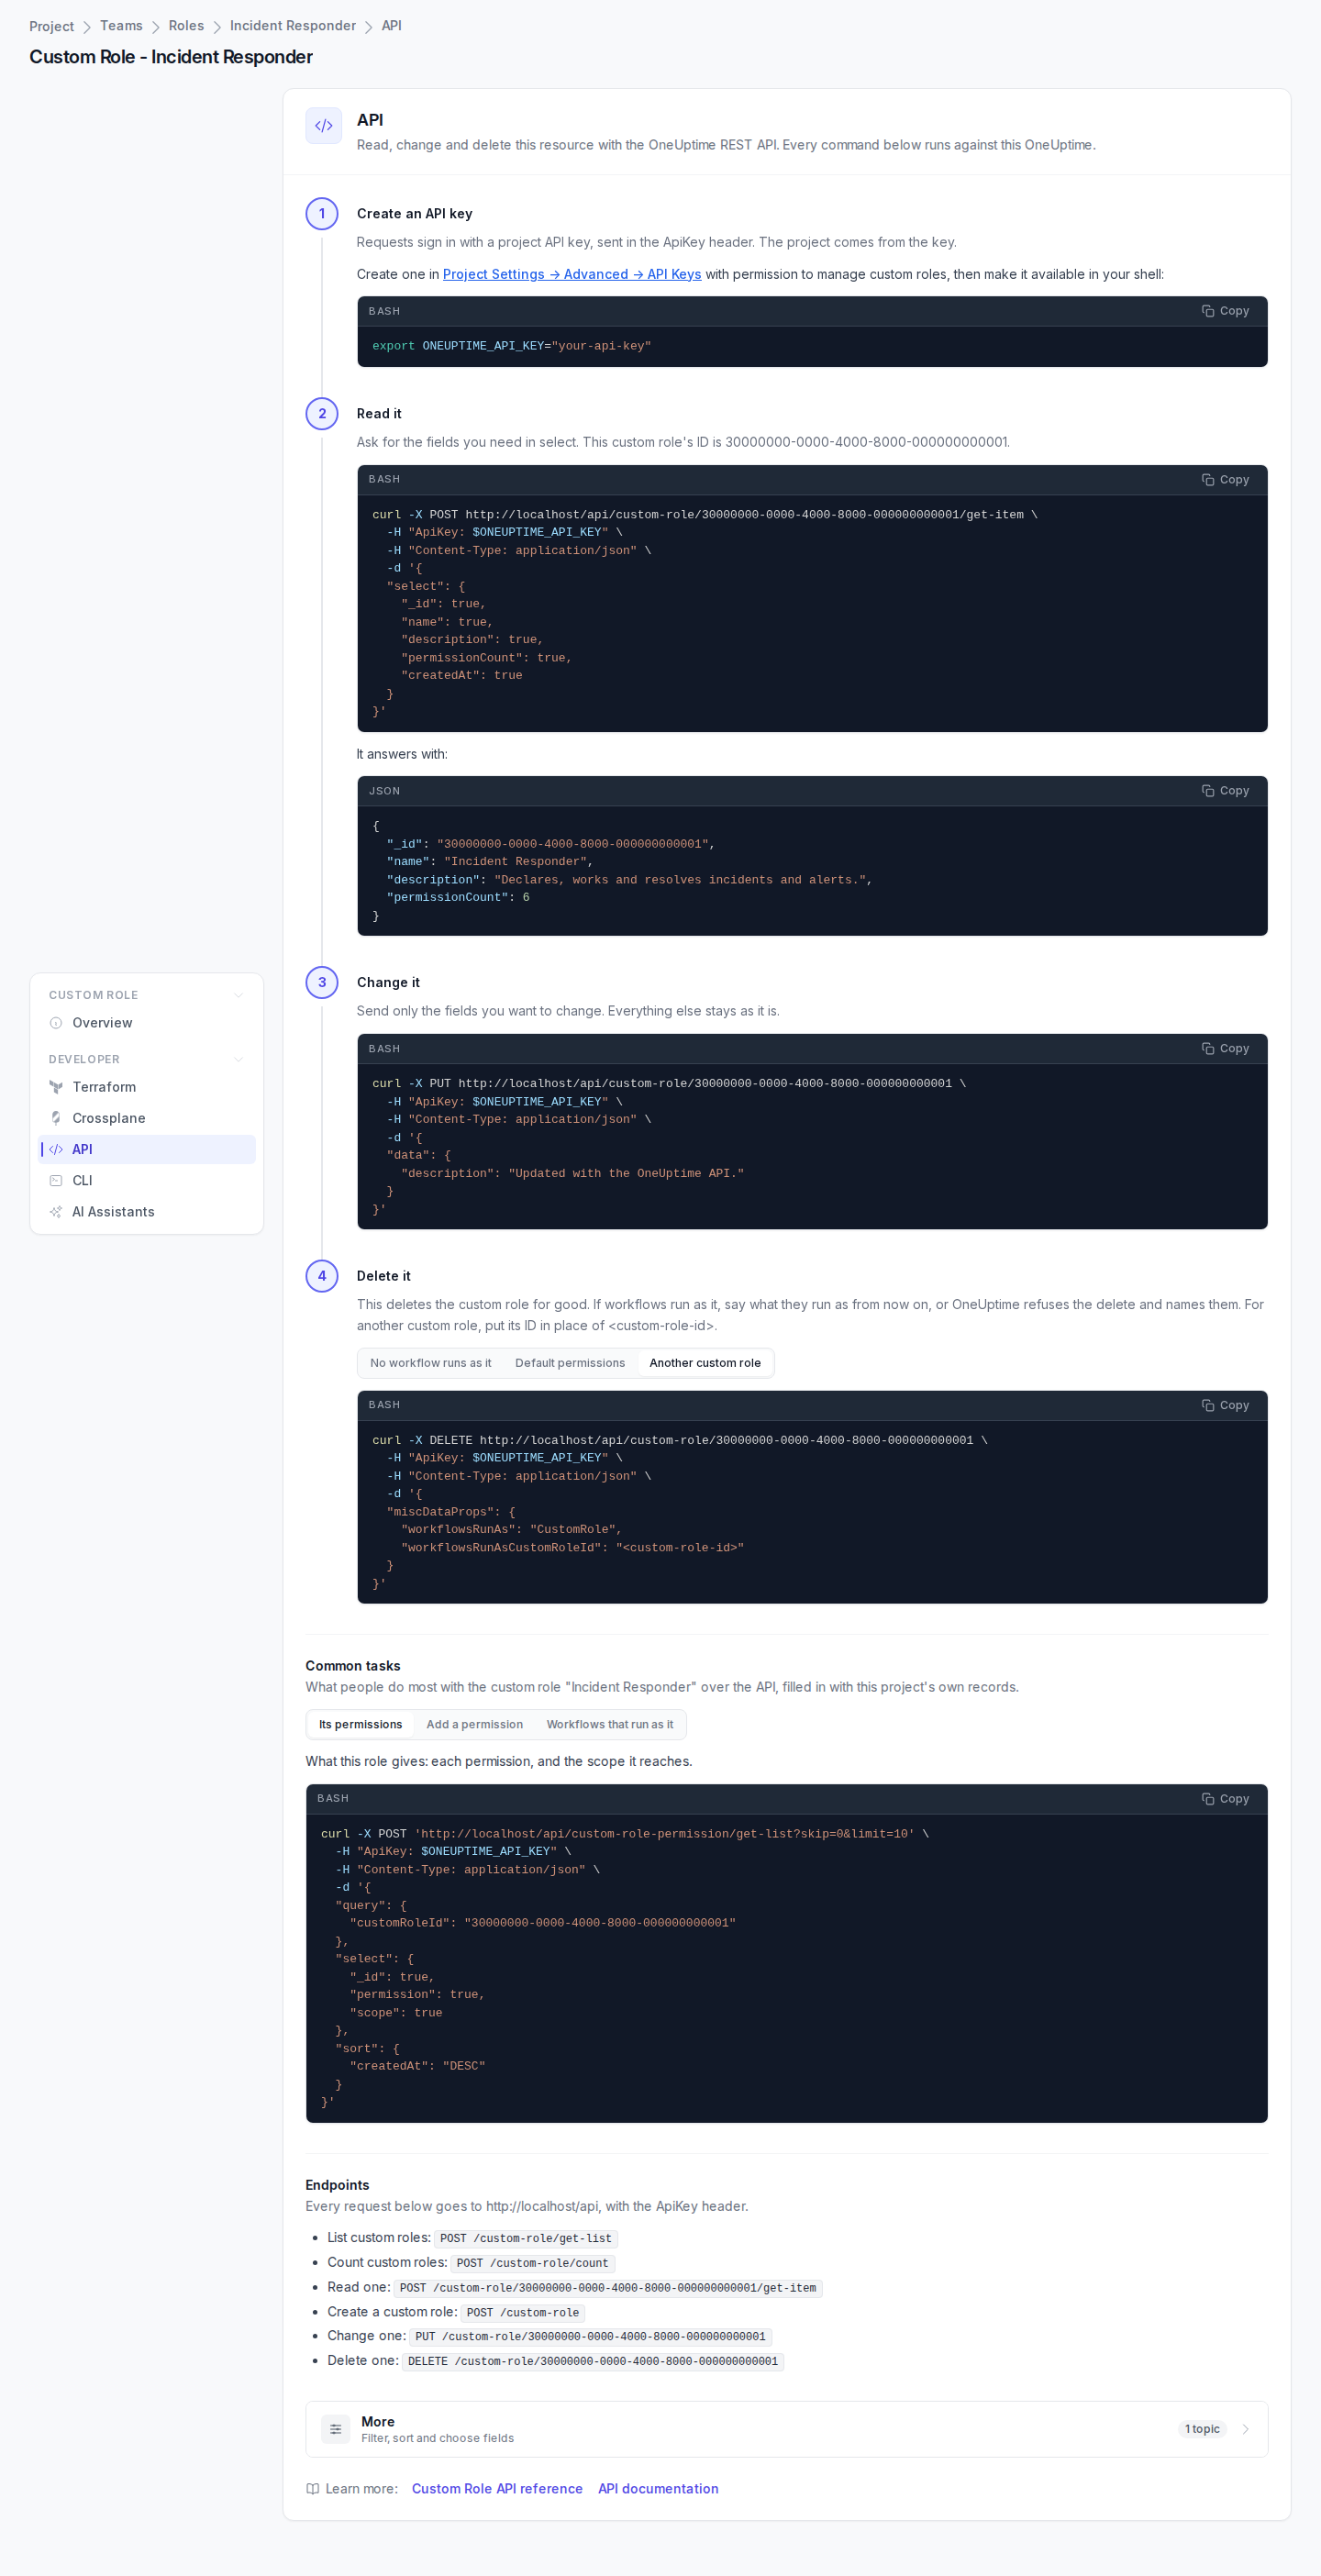 Project > Teams > Roles > Incident Responder > API
Custom Role - Incident Responder
API
Read, change and delete this resource with the OneUptime REST API. Every command below runs against this OneUptime.
1 Create an API key
Requests sign in with a project API key, sent in the ApiKey header. The project comes from the key.
Create one in Project Settings → Advanced → API Keys with permission to manage custom roles, then make it available in your shell:
BASH Copy
export ONEUPTIME_API_KEY="your-api-key"
2 Read it
Ask for the fields you need in select. This custom role's ID is 30000000-0000-4000-8000-000000000001.
BASH Copy
curl -X POST http://localhost/api/custom-role/30000000-0000-4000-8000-000000000001/get-item \
  -H "ApiKey: $ONEUPTIME_API_KEY" \
  -H "Content-Type: application/json" \
  -d '{
  "select": {
    "_id": true,
    "name": true,
    "description": true,
    "permissionCount": true,
    "createdAt": true
  }
}'
It answers with:
JSON Copy
{
  "_id": "30000000-0000-4000-8000-000000000001",
  "name": "Incident Responder",
  "description": "Declares, works and resolves incidents and alerts.",
  "permissionCount": 6
}
CUSTOM ROLE
Overview
DEVELOPER
Terraform
Crossplane
API
CLI
AI Assistants
3 Change it
Send only the fields you want to change. Everything else stays as it is.
BASH Copy
curl -X PUT http://localhost/api/custom-role/30000000-0000-4000-8000-000000000001 \
  -H "ApiKey: $ONEUPTIME_API_KEY" \
  -H "Content-Type: application/json" \
  -d '{
  "data": {
    "description": "Updated with the OneUptime API."
  }
}'
4 Delete it
This deletes the custom role for good. If workflows run as it, say what they run as from now on, or OneUptime refuses the delete and names them. For
another custom role, put its ID in place of <custom-role-id>.
No workflow runs as it Default permissions Another custom role
BASH Copy
curl -X DELETE http://localhost/api/custom-role/30000000-0000-4000-8000-000000000001 \
  -H "ApiKey: $ONEUPTIME_API_KEY" \
  -H "Content-Type: application/json" \
  -d '{
  "miscDataProps": {
    "workflowsRunAs": "CustomRole",
    "workflowsRunAsCustomRoleId": "<custom-role-id>"
  }
}'
Common tasks
What people do most with the custom role "Incident Responder" over the API, filled in with this project's own records.
Its permissions Add a permission Workflows that run as it
What this role gives: each permission, and the scope it reaches.
BASH Copy
curl -X POST 'http://localhost/api/custom-role-permission/get-list?skip=0&limit=10' \
  -H "ApiKey: $ONEUPTIME_API_KEY" \
  -H "Content-Type: application/json" \
  -d '{
  "query": {
    "customRoleId": "30000000-0000-4000-8000-000000000001"
  },
  "select": {
    "_id": true,
    "permission": true,
    "scope": true
  },
  "sort": {
    "createdAt": "DESC"
  }
}'
Endpoints
Every request below goes to http://localhost/api, with the ApiKey header.
• List custom roles: POST /custom-role/get-list
• Count custom roles: POST /custom-role/count
• Read one: POST /custom-role/30000000-0000-4000-8000-000000000001/get-item
• Create a custom role: POST /custom-role
• Change one: PUT /custom-role/30000000-0000-4000-8000-000000000001
• Delete one: DELETE /custom-role/30000000-0000-4000-8000-000000000001
More 1 topic
Filter, sort and choose fields
Learn more: Custom Role API reference API documentation